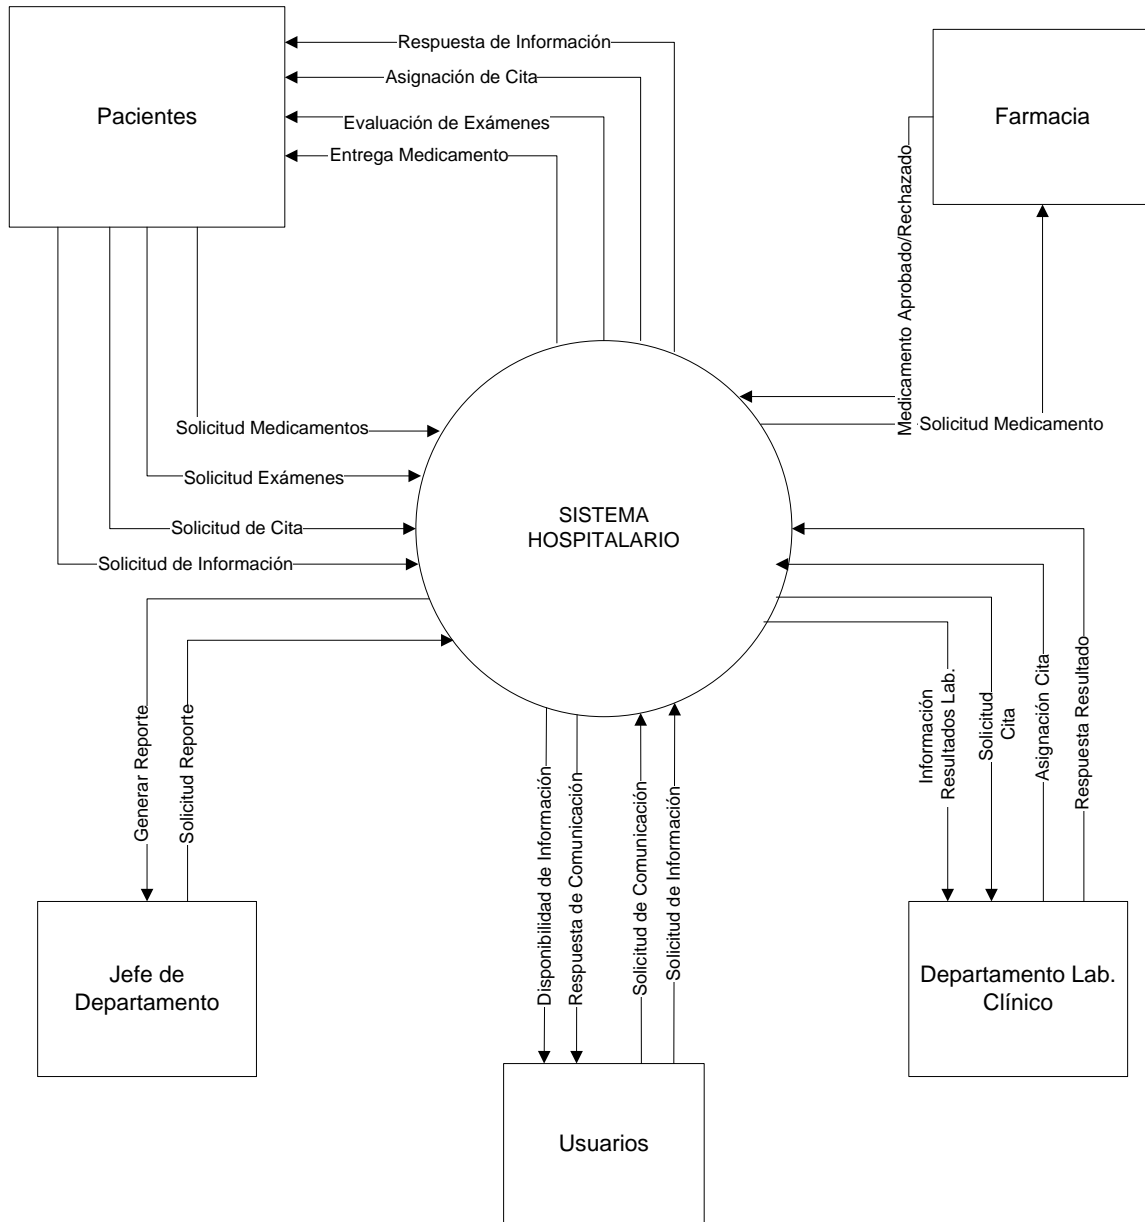 Respuesta de Información
Asignación de Cita
Pacientes
Farmacia
Evaluación de Exámenes
Entrega Medicamento
Medicamento Aprobado/Rechazado
Solicitud Medicamentos
Solicitud Medicamento
Solicitud Exámenes
SISTEMA
HOSPITALARIO
Solicitud de Cita
Solicitud de Información
Generar Reporte
Solicitud Reporte
Disponibilidad de Información
Respuesta de Comunicación
Solicitud de Comunicación
Solicitud de Información
Información
Resultados Lab.
Solicitud
Cita
Asignación Cita
Respuesta Resultado
Jefe de
Departamento
Departamento Lab.
Clínico
Usuarios